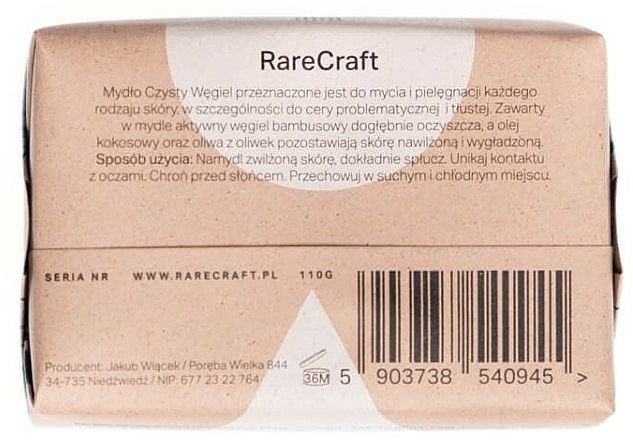 RareCraft
Mydło Czysty Węgiel przeznaczone jest do mycia i pielęgnacji każdego
rodzaju skóry, w szczególności do cery problematycznej i tłustej. Zawarty
w mydle aktywny węgiel bambusowy dogłębnie oczyszcza, a olej
kokosowy oraz oliwa z oliwek pozostawiają skórę nawilżoną i wygładzoną.
Sposób użycia: Namydl zwilżoną skórę, dokładnie spłucz. Unikaj kontaktu
z oczami. Chroń przed słońcem. Przechowuj w suchym i chłodnym miejscu.
SERIA NR WWW.RARECRAFT.PL 110G
Producent: Jakub Wiącek / Poręba Wielka 844
34-735 Niedźwiedź / NIP: 677 23 22 764
36M
5 903738 540945 >